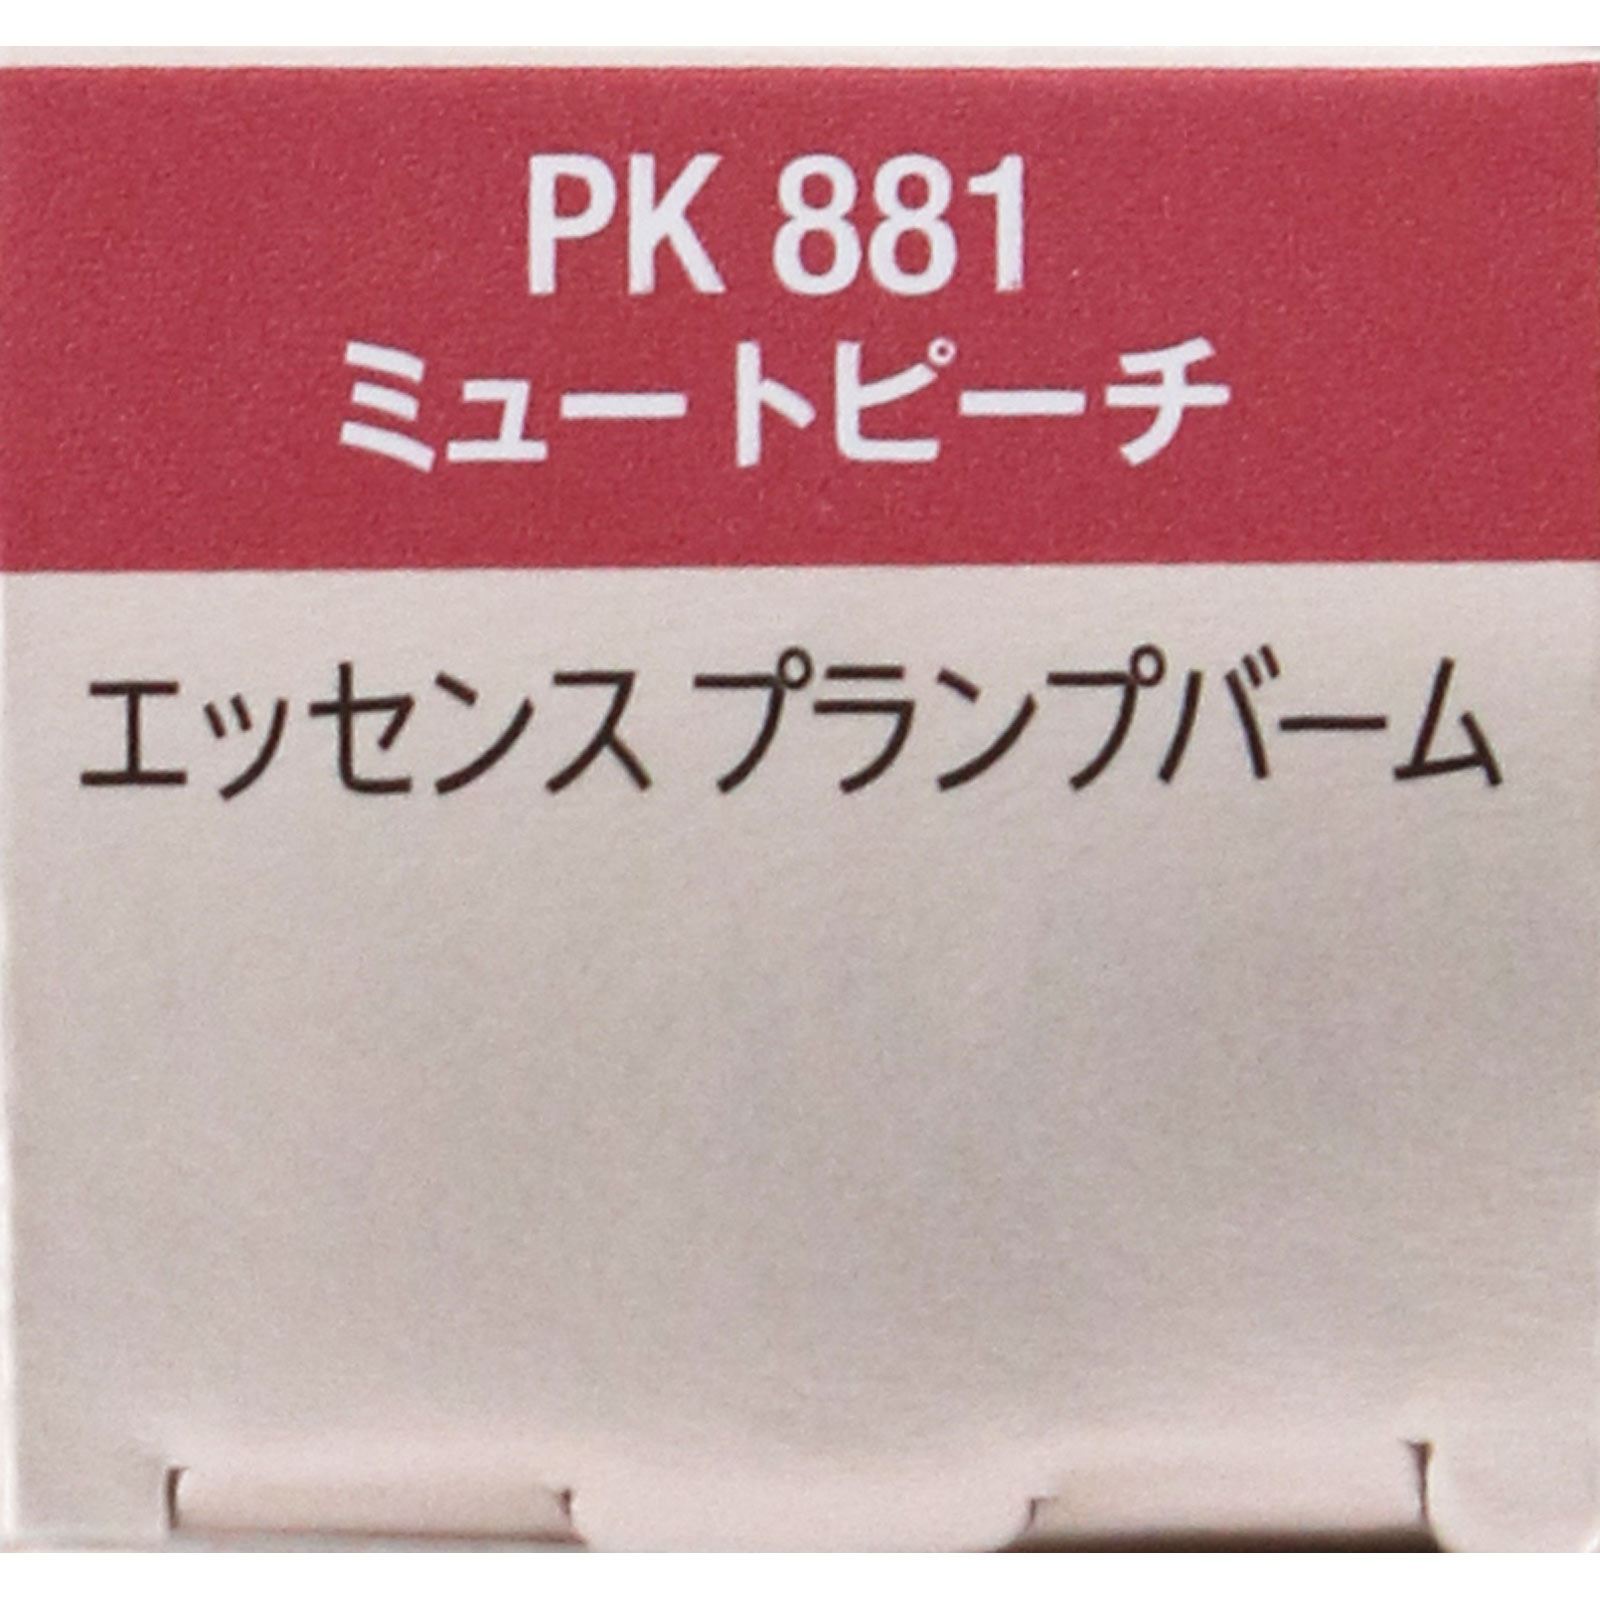 PK 881
ミュートピーチ
エッセンス プランプバーム